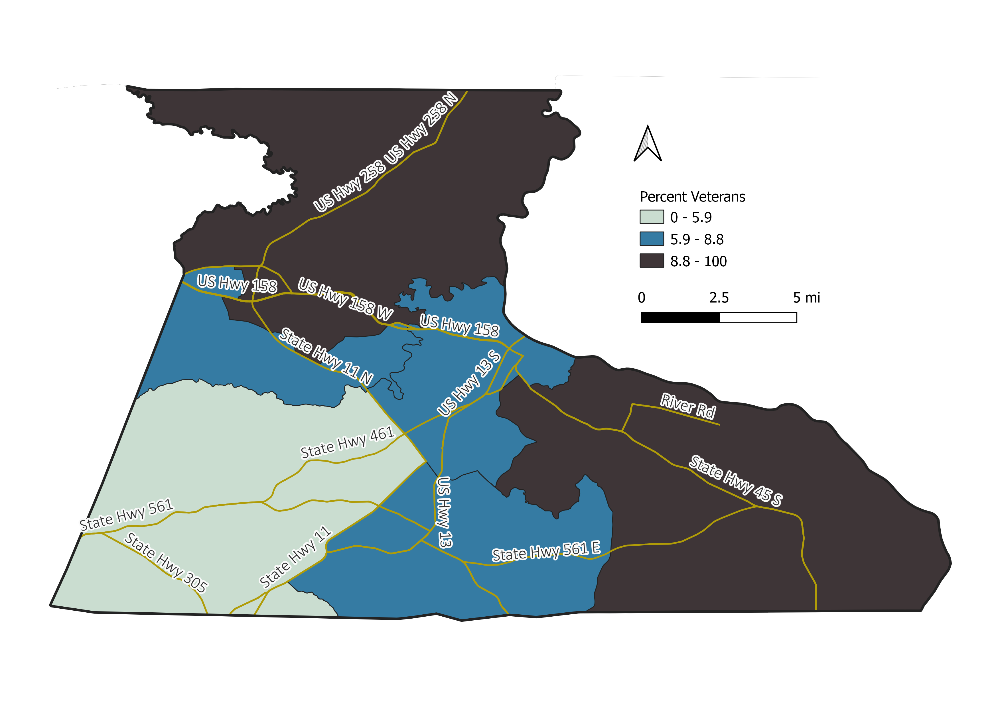 US Hwy 258 N
US Hwy 258
Percent Veterans
0 - 5.9
5.9 - 8.8
8.8 - 100
US Hwy 158
US Hwy 158 W
0 2.5 5 mi
US Hwy 158
State Hwy 11 N
US Hwy 13 S
River Rd
State Hwy 461
State Hwy 45 S
State Hwy 561
US Hwy 13
State Hwy 305
State Hwy 11
State Hwy 561 E